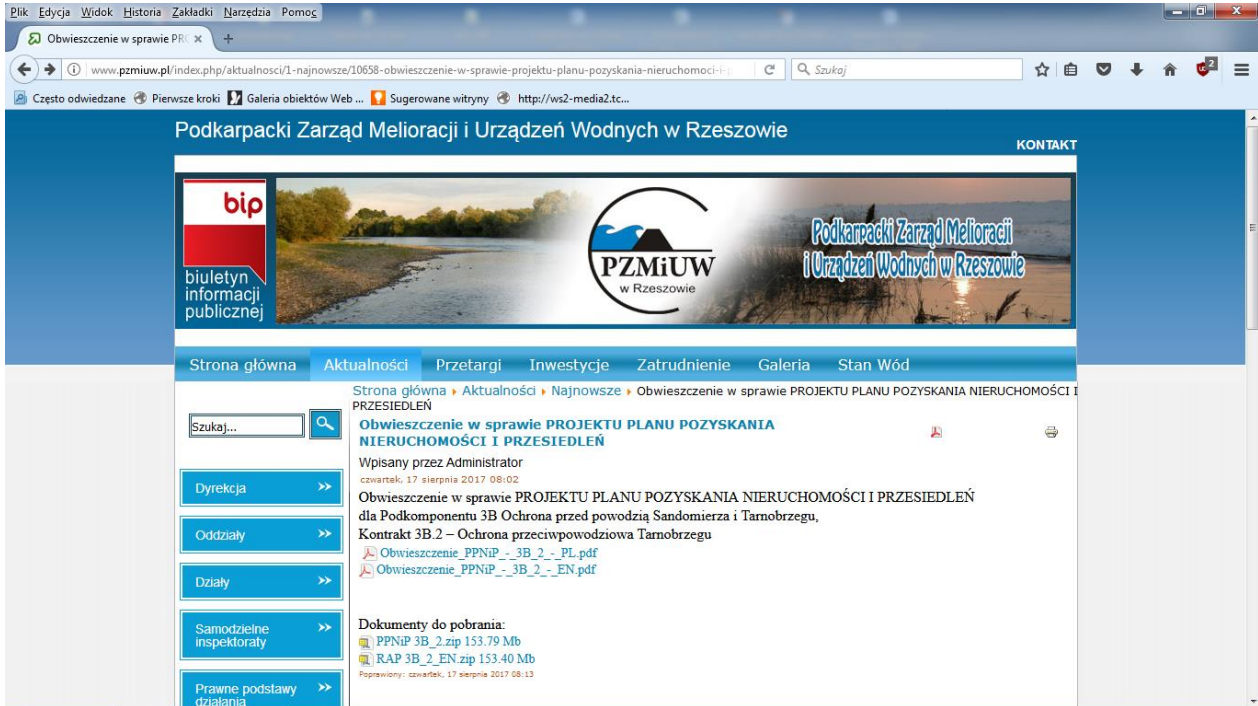 Plik Edycja Widok Historia Zakładki Narzędzia Pomoc
Obwieszczenie w sprawie PR
www.pzmiuw.pl/index.php/aktualnosci/1-najnowsze/10658-obwieszczenie-w-sprawie-projektu-planu-pozyskania-nieruchomoci-i-p
Szukaj
2
Często odwiedzane Pierwsze kroki Galeria obiektów Web ... Sugerowane witryny http://ws2-media2.tc...
Podkarpacki Zarząd Melioracji i Urządzeń Wodnych w Rzeszowie
KONTAKT
bip
biuletyn
informacji
publicznej
PZMiUW
w Rzeszowie
Podkarpacki Zarząd Melioracji
i Urządzeń Wodnych w Rzeszowie
Strona główna Aktualności Przetargi Inwestycje Zatrudnienie Galeria Stan Wód
Strona główna Aktualności Najnowsze Obwieszczenie w sprawie PROJEKTU PLANU POZYSKANIA NIERUCHOMOŚCI I
PRZESIEDLEŃ
Szukaj...
Dyrekcja
Oddziały
Działy
Samodzielne
inspektoraty
Prawne podstawy
działania
Obwieszczenie w sprawie PROJEKTU PLANU POZYSKANIA
NIERUCHOMOŚCI I PRZESIEDLEŃ
Wpisany przez Administrator
czwartek, 17 sierpnia 2017 08:02
Obwieszczenie w sprawie PROJEKTU PLANU POZYSKANIA NIERUCHOMOŚCI I PRZESIEDLEŃ
dla Podkomponentu 3B Ochrona przed powodzią Sandomierza i Tarnobrzegu,
Kontrakt 3B.2 – Ochrona przeciwpowodziowa Tarnobrzegu
Obwieszczenie_PPNiP_-_3B_2_-_PL.pdf
Obwieszczenie_PPNiP_-_3B_2_-_EN.pdf
Dokumenty do pobrania:
PPNiP 3B_2.zip 153.79 Mb
RAP 3B_2_EN.zip 153.40 Mb
Poprawiony: czwartek, 17 sierpnia 2017 08:13